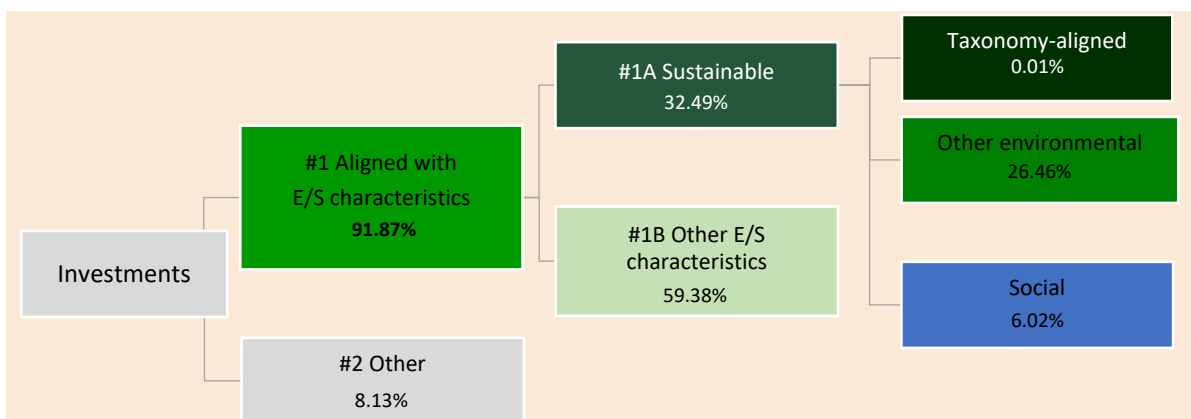 Investments
#1 Aligned with
E/S characteristics
91.87%
#2 Other
8.13%
#1A Sustainable
32.49%
#1B Other E/S
characteristics
59.38%
Taxonomy-aligned
0.01%
Other environmental
26.46%
Social
6.02%